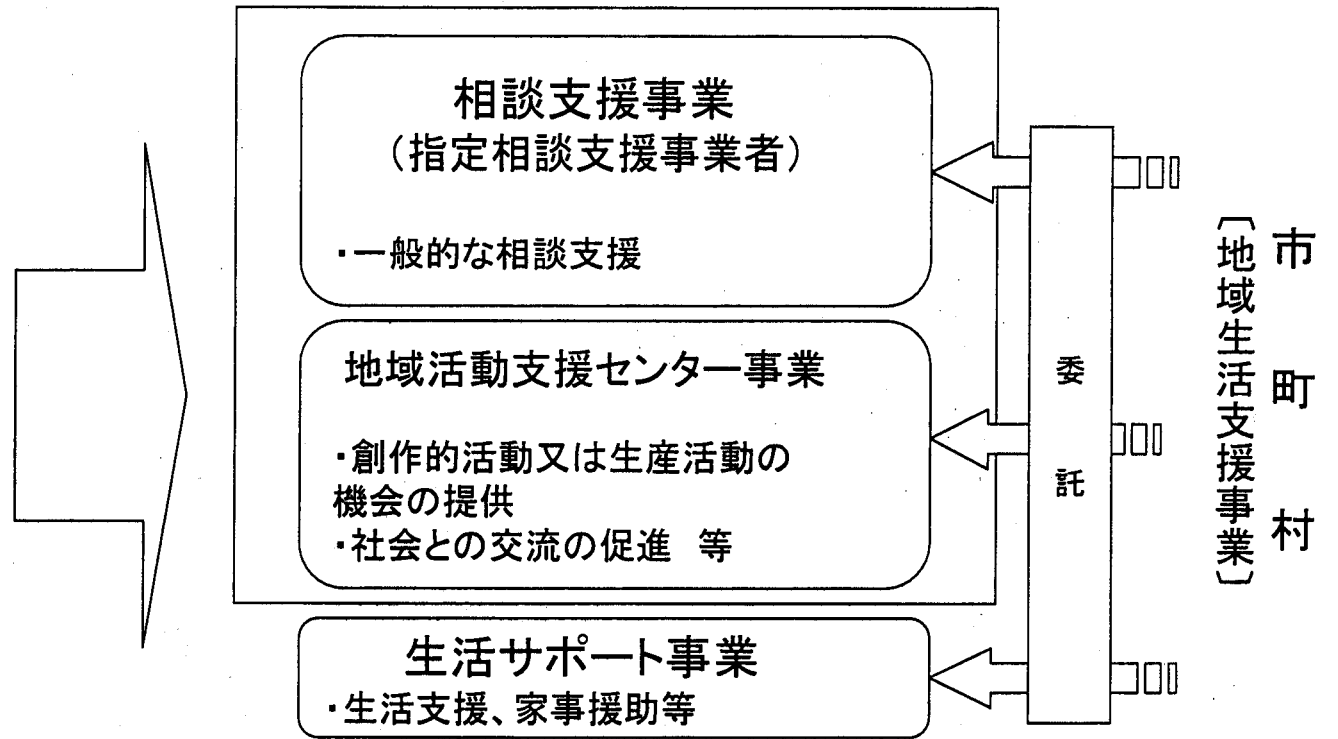 相談支援事業
（指定相談支援事業者）
・一般的な相談支援
地域活動支援センター事業
・創作的活動又は生産活動の
機会の提供
・社会との交流の促進　等
生活サポート事業
・生活支援、家事援助等
委託
市町村
〔地域生活支援事業〕